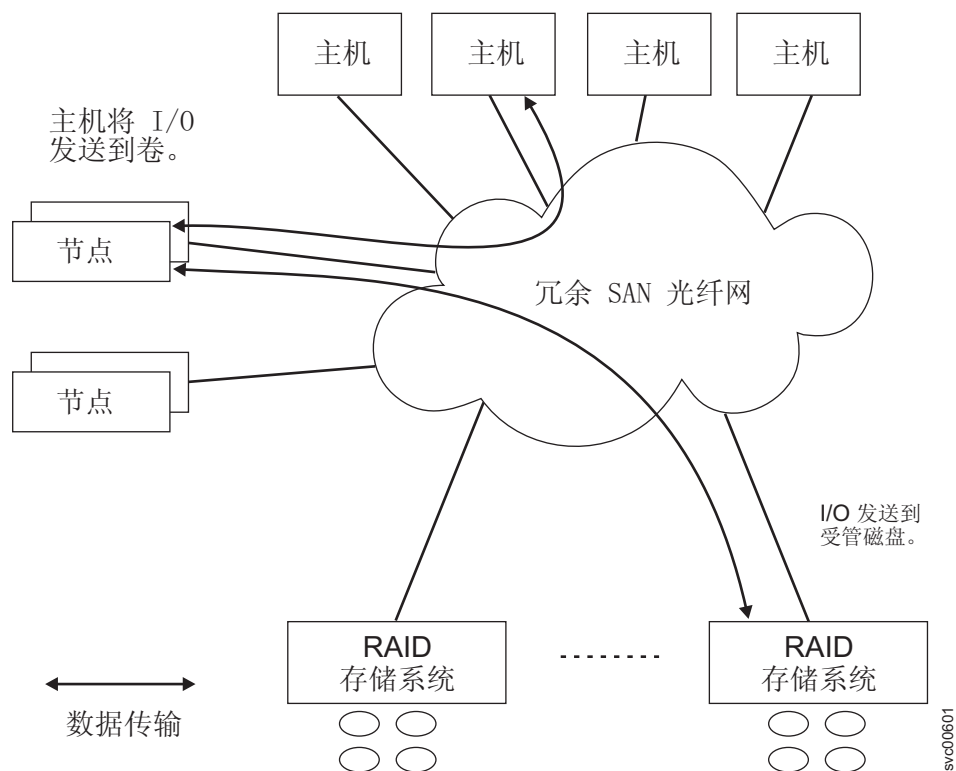 主机
主机
主机
主机
主机将 I/O
发送到卷。
节点
冗余 SAN 光纤网
节点
I/O 发送到
受管磁盘。
RAID
存储系统
RAID
存储系统
数据传输
svc00601